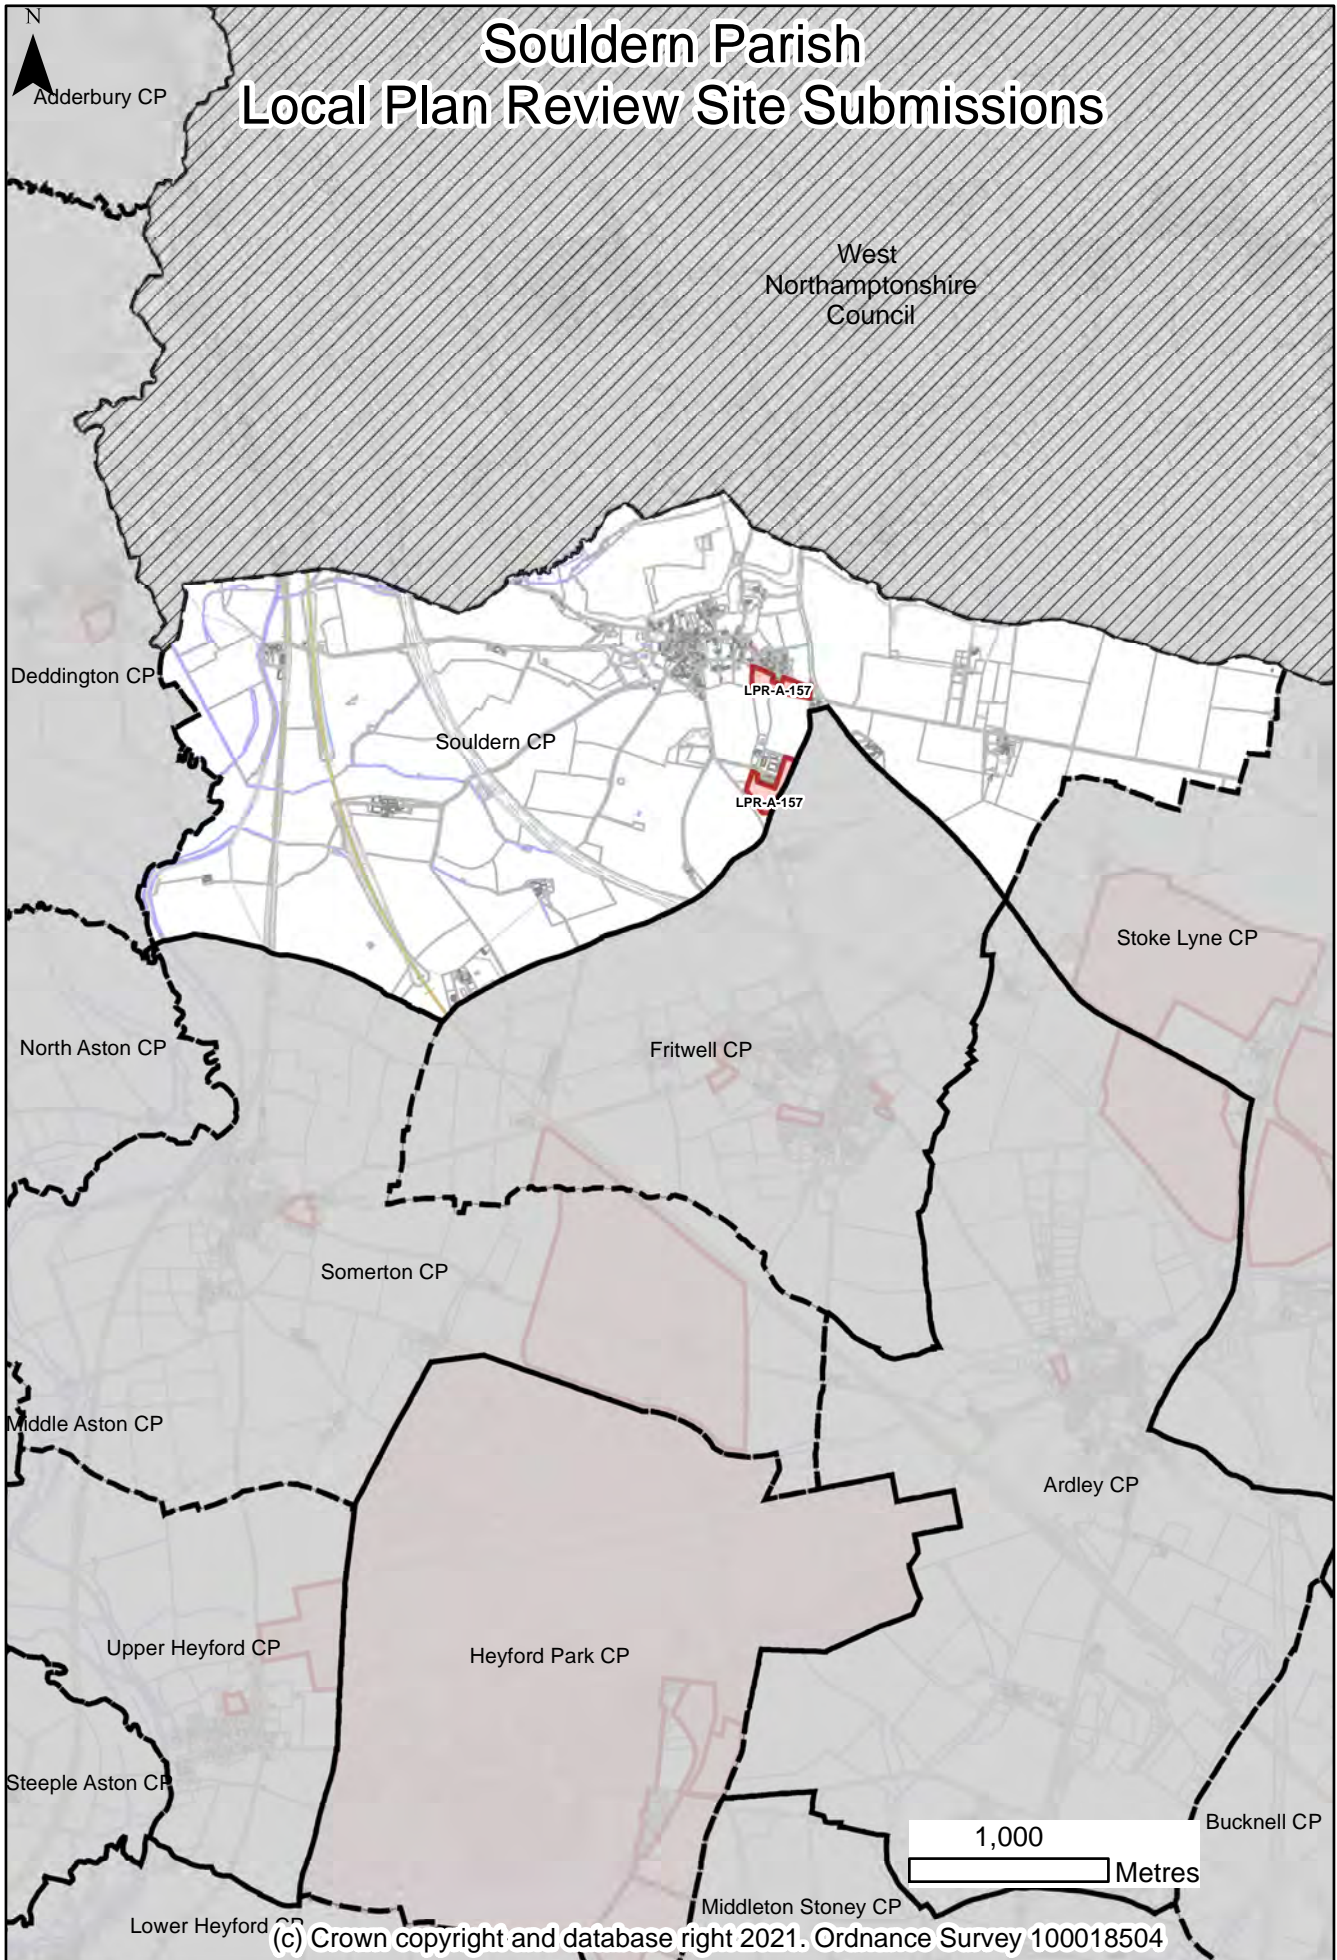 N
Souldern Parish
Local Plan Review Site Submissions
Adderbury CP
West
Northamptonshire
Council
Deddington CP
LPR-A-157
Souldern CP
LPR-A-157
Stoke Lyne CP
North Aston CP
Fritwell CP
Somerton CP
Middle Aston CP
Ardley CP
Upper Heyford CP
Heyford Park CP
Steeple Aston CP
Bucknell CP
1,000
Metres
Middleton Stoney CP
Lower Heyford CP
(c) Crown copyright and database right 2021. Ordnance Survey 100018504